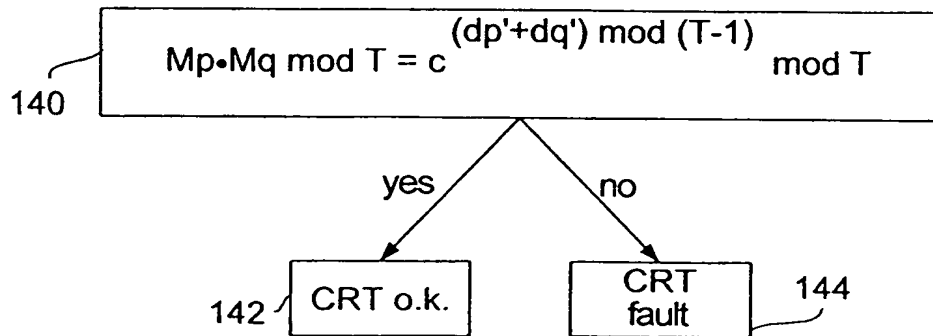 Mp•Mq mod T = c (dp'+dq') mod (T-1) mod T
140
yes
no
142
CRT o.k.
CRT
fault
144